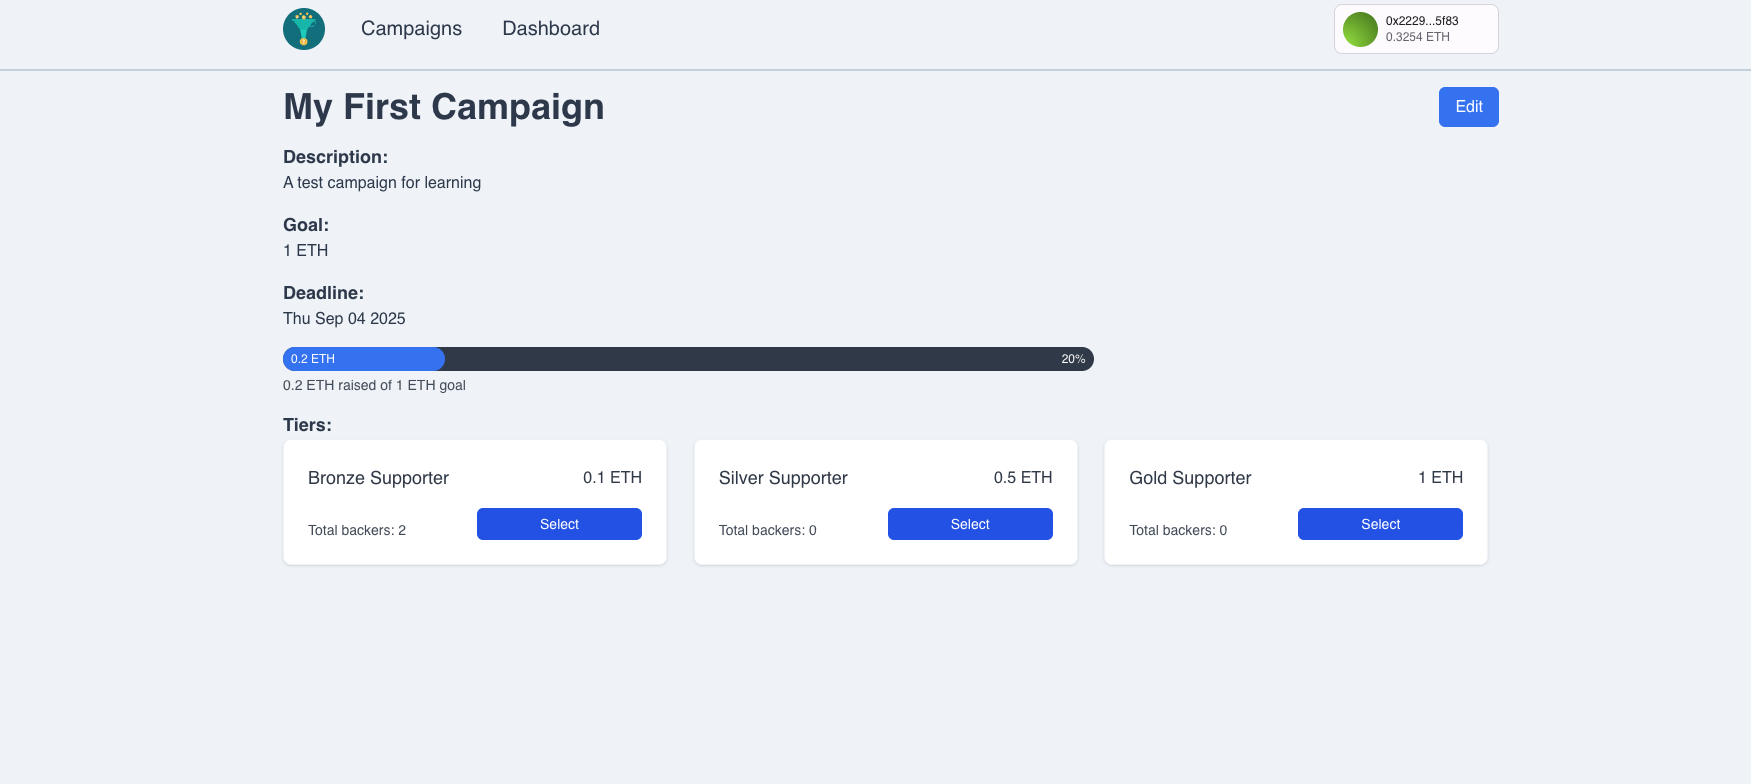 Campaigns Dashboard
0x2229...5f83
0.3254 ETH
My First Campaign
Edit
Description:
A test campaign for learning
Goal:
1 ETH
Deadline:
Thu Sep 04 2025
0.2 ETH 20%
0.2 ETH raised of 1 ETH goal
Tiers:
Bronze Supporter 0.1 ETH
Total backers: 2 Select
Silver Supporter 0.5 ETH
Total backers: 0 Select
Gold Supporter 1 ETH
Total backers: 0 Select